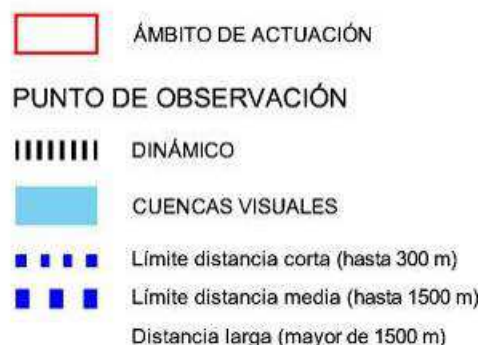 ÁMBITO DE ACTUACIÓN
PUNTO DE OBSERVACIÓN
DINÁMICO
CUENCAS VISUALES
Límite distancia corta (hasta 300 m)
Límite distancia media (hasta 1500 m)
Distancia larga (mayor de 1500 m)